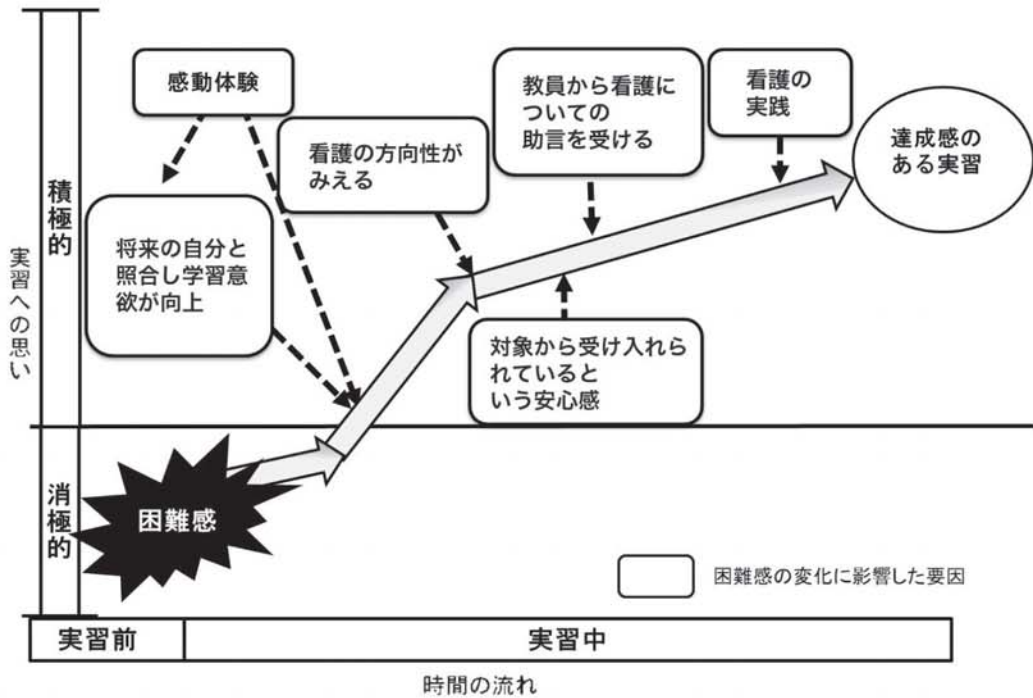 感動体験
教員から看護に
ついての
助言を受ける
看護の
実践
達成感の
ある実習
看護の方向性が
みえる
将来の自分と
照合し学習意
欲が向上
対象から受け入れら
れていると
いう安心感
積極的
実習への思い
消極的
困難感
困難感の変化に影響した要因
実習前
実習中
時間の流れ